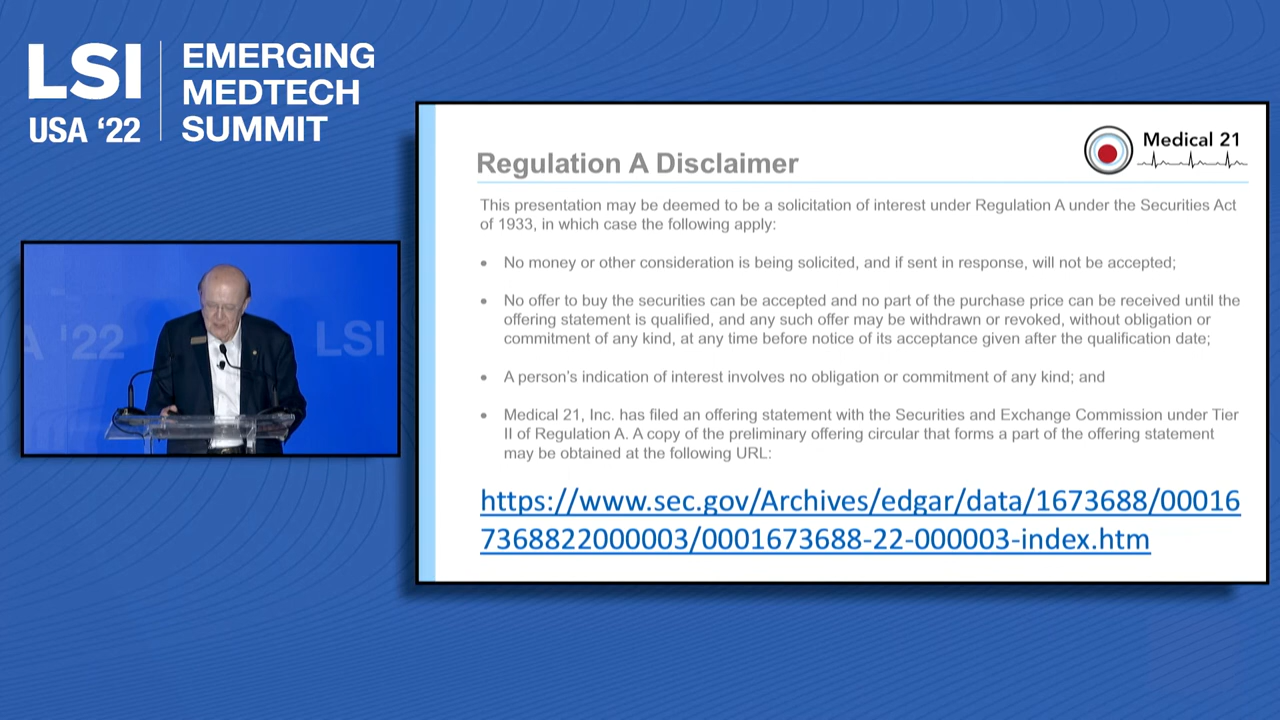 LSI
USA ‘22
EMERGING
MEDTECH
SUMMIT
A '22
LSI
Medical 21
Regulation A Disclaimer
This presentation may be deemed to be a solicitation of interest under Regulation A under the Securities Act
of 1933, in which case the following apply:
• No money or other consideration is being solicited, and if sent in response, will not be accepted;
• No offer to buy the securities can be accepted and no part of the purchase price can be received until the
offering statement is qualified, and any such offer may be withdrawn or revoked, without obligation or
commitment of any kind, at any time before notice of its acceptance given after the qualification date;
• A person’s indication of interest involves no obligation or commitment of any kind; and
• Medical 21, Inc. has filed an offering statement with the Securities and Exchange Commission under Tier
II of Regulation A. A copy of the preliminary offering circular that forms a part of the offering statement
may be obtained at the following URL:
https://www.sec.gov/Archives/edgar/data/1673688/00016
7368822000003/0001673688-22-000003-index.htm